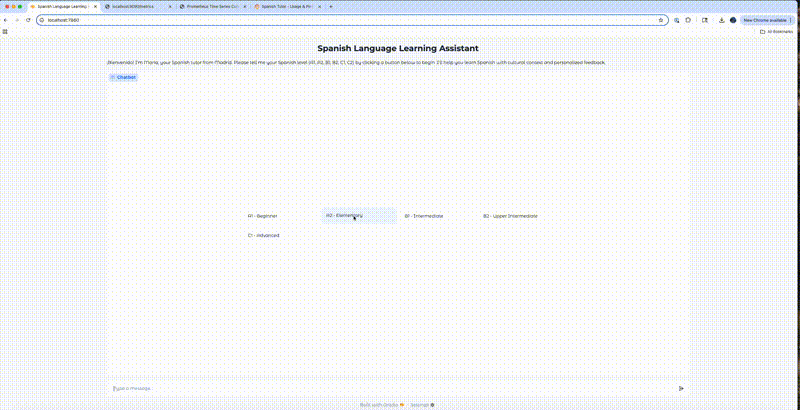 Spanish Language Learning
localhost:8000/metrics
Prometheus Time Series Co
Spanish Tutor - Usage & Per
localhost:7860
New Chrome available
All Bookmarks
Spanish Language Learning Assistant
¡Bienvenido! I'm Maria, your Spanish tutor from Madrid. Please tell me your Spanish level (A1, A2, B1, B2, C1, C2) by clicking a button below to begin. I'll help you learn Spanish with cultural context and personalized feedback.
Chatbot
A1 - Beginner
A2 - Elementary
B1 - Intermediate
B2 - Upper Intermediate
C1 - Advanced
Type a message...
Built with Gradio
Settings